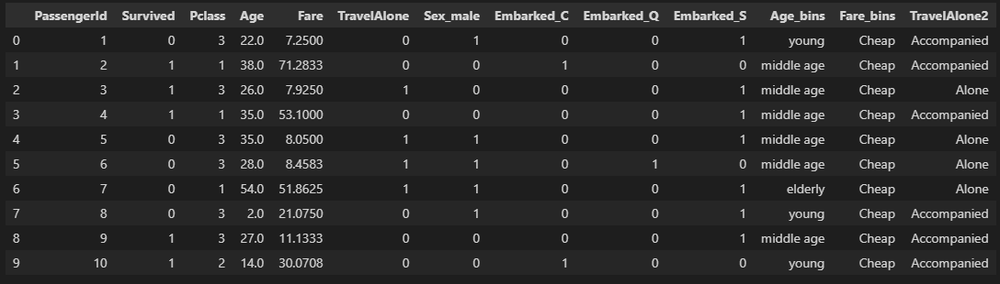 PassengerId Survived Pclass Age Fare TravelAlone Sex_male Embarked_C Embarked_Q Embarked_S Age_bins Fare_bins TravelAlone2
0 1 0 3 22.0 7.2500 0 1 0 0 1 young Cheap Accompanied
1 2 1 1 38.0 71.2833 0 0 1 0 0 middle age Cheap Accompanied
2 3 1 3 26.0 7.9250 1 0 0 0 1 middle age Cheap Alone
3 4 1 1 35.0 53.1000 0 0 0 0 1 middle age Cheap Accompanied
4 5 0 3 35.0 8.0500 1 1 0 0 1 middle age Cheap Alone
5 6 0 3 28.0 8.4583 1 1 0 1 0 middle age Cheap Alone
6 7 0 1 54.0 51.8625 1 1 0 0 1 elderly Cheap Alone
7 8 0 3 2.0 21.0750 0 1 0 0 1 young Cheap Accompanied
8 9 1 3 27.0 11.1333 0 0 0 0 1 middle age Cheap Accompanied
9 10 1 2 14.0 30.0708 0 0 1 0 0 young Cheap Accompanied